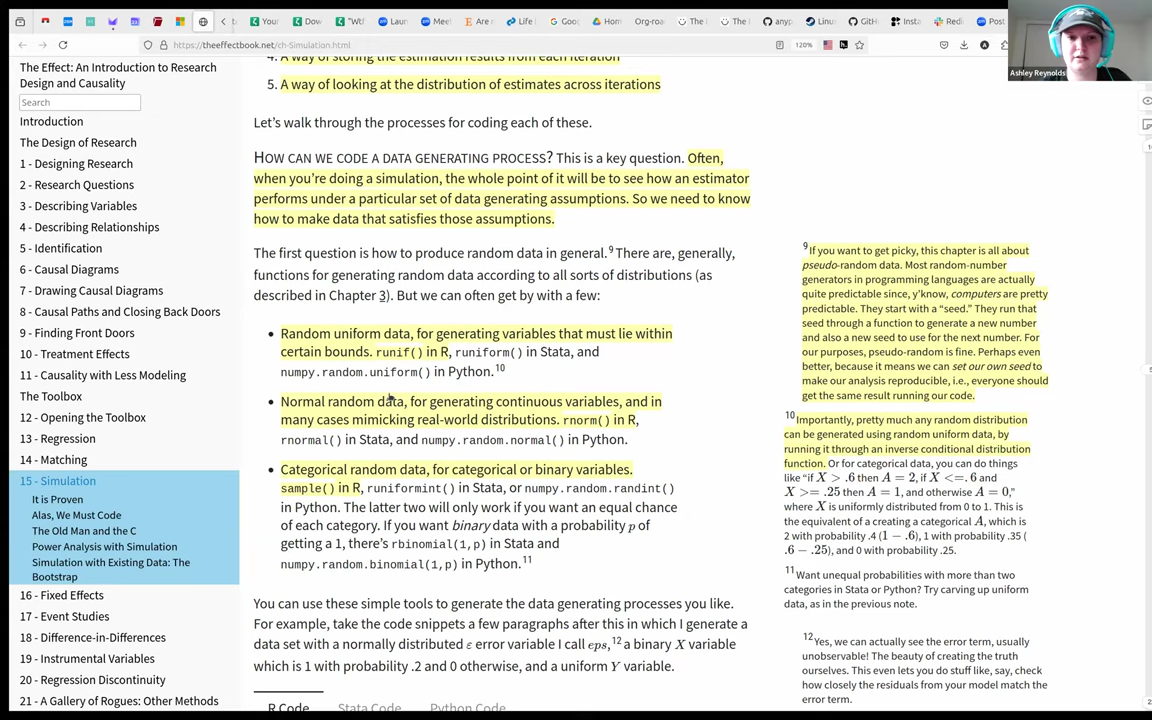 Your
Dow
"Wtf
Laun
Meet
Are r
Life
Goog
Hom
Org-roa
The I
The I
anyp
Linu
GitH
Insta
Redi
Post
https://theeffectbook.net/ch-Simulation.html
120%
Ashley Reynolds
The Effect: An Introduction to Research
Design and Causality
Search
Introduction
The Design of Research
1 - Designing Research
2 - Research Questions
3 - Describing Variables
4 - Describing Relationships
5 - Identification
6 - Causal Diagrams
7 - Drawing Causal Diagrams
8 - Causal Paths and Closing Back Doors
9 - Finding Front Doors
10 - Treatment Effects
11 - Causality with Less Modeling
The Toolbox
12 - Opening the Toolbox
13 - Regression
14 - Matching
15 - Simulation
It is Proven
Alas, We Must Code
The Old Man and the C
Power Analysis with Simulation
Simulation with Existing Data: The
Bootstrap
16 - Fixed Effects
17 - Event Studies
18 - Difference-in-Differences
19 - Instrumental Variables
20 - Regression Discontinuity
21 - A Gallery of Rogues: Other Methods
4. A way of storing the estimation results from each iteration
5. A way of looking at the distribution of estimates across iterations
Let's walk through the processes for coding each of these.
HOW CAN WE CODE A DATA GENERATING PROCESS? This is a key question. Often,
when you're doing a simulation, the whole point of it will be to see how an estimator
performs under a particular set of data generating assumptions. So we need to know
how to make data that satisfies those assumptions.
The first question is how to produce random data in general.9 There are, generally,
functions for generating random data according to all sorts of distributions (as
described in Chapter 3). But we can often get by with a few:
• Random uniform data, for generating variables that must lie within
certain bounds. runif() in R, runiform() in Stata, and
numpy.random.uniform() in Python.10
• Normal random data, for generating continuous variables, and in
many cases mimicking real-world distributions. rnorm() in R,
rnormal() in Stata, and numpy.random.normal() in Python.
• Categorical random data, for categorical or binary variables.
sample() in R, runiformint() in Stata, or numpy.random.randint()
in Python. The latter two will only work if you want an equal chance
of each category. If you want binary data with a probability p of
getting a 1, there's rbinomial(1,p) in Stata and
numpy.random.binomial(1,p) in Python.11
You can use these simple tools to generate the data generating processes you like.
For example, take the code snippets a few paragraphs after this in which I generate a
data set with a normally distributed ε error variable I call eps,12 a binary X variable
which is 1 with probability .2 and 0 otherwise, and a uniform Y variable.
R Code
Stata Code
Python Code
9 If you want to get picky, this chapter is all about
pseudo-random data. Most random-number
generators in programming languages are actually
quite predictable since, y'know, computers are pretty
predictable. They start with a "seed." They run that
seed through a function to generate a new number
and also a new seed to use for the next number. For
our purposes, pseudo-random is fine. Perhaps even
better, because it means we can set our own seed to
make our analysis reproducible, i.e., everyone should
get the same result running our code.
10 Importantly, pretty much any random distribution
can be generated using random uniform data, by
running it through an inverse conditional distribution
function. Or for categorical data, you can do things
like "if X > .6 then A = 2, if X <= .6 and
X >= .25 then A = 1, and otherwise A = 0,"
where X is uniformly distributed from 0 to 1. This is
the equivalent of a creating a categorical A, which is
2 with probability .4 (1 − .6), 1 with probability .35 (
.6 − .25), and 0 with probability .25.
11 Want unequal probabilities with more than two
categories in Stata or Python? Try carving up uniform
data, as in the previous note.
12 Yes, we can actually see the error term, usually
unobservable! The beauty of creating the truth
ourselves. This even lets you do stuff like, say, check
how closely the residuals from your model match the
error term.